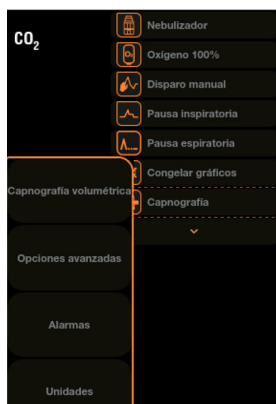 CO2
Nebulizador
Oxígeno 100%
Disparo manual
Pausa inspiratoria
Pausa espiratoria
Congelar gráficos
Capnografía
Capnografía volumétrica
Opciones avanzadas
Alarmas
Unidades